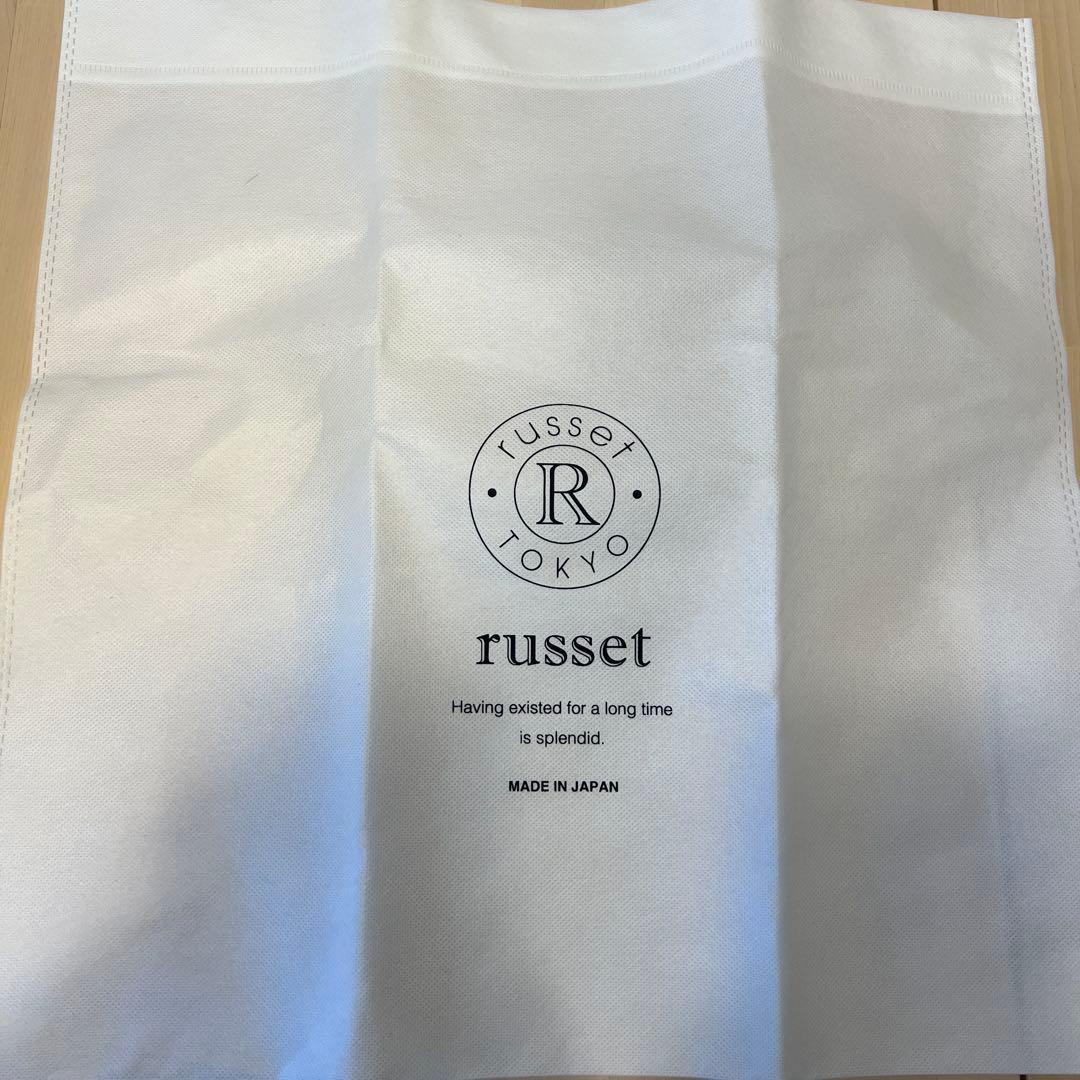 russet
R
TOKYO
russet
Having existed for a long time
is splendid.
MADE IN JAPAN